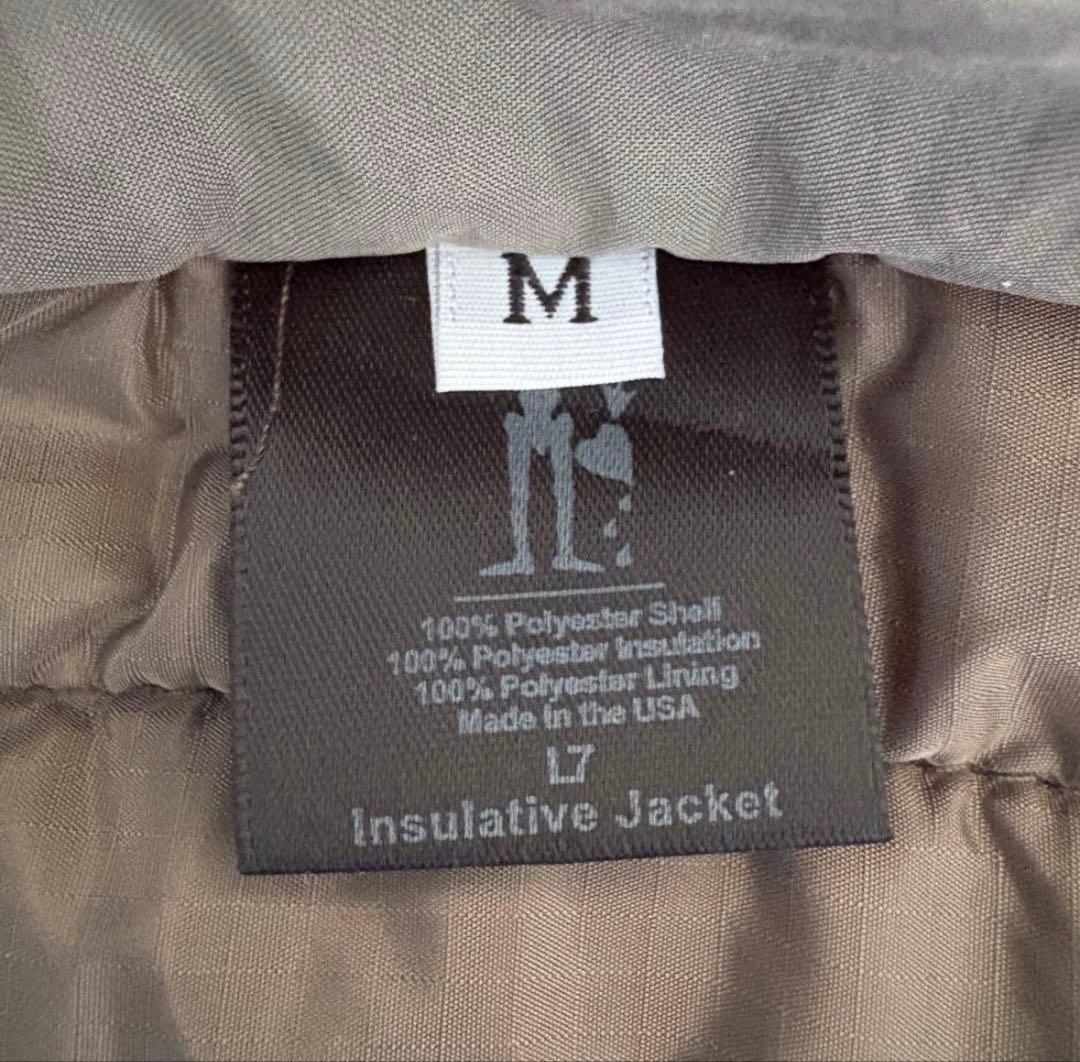 M
100% Polyester Shell
100% Polyester Insulation
100% Polyester Lining
Made in the USA
L7
Insulative Jacket